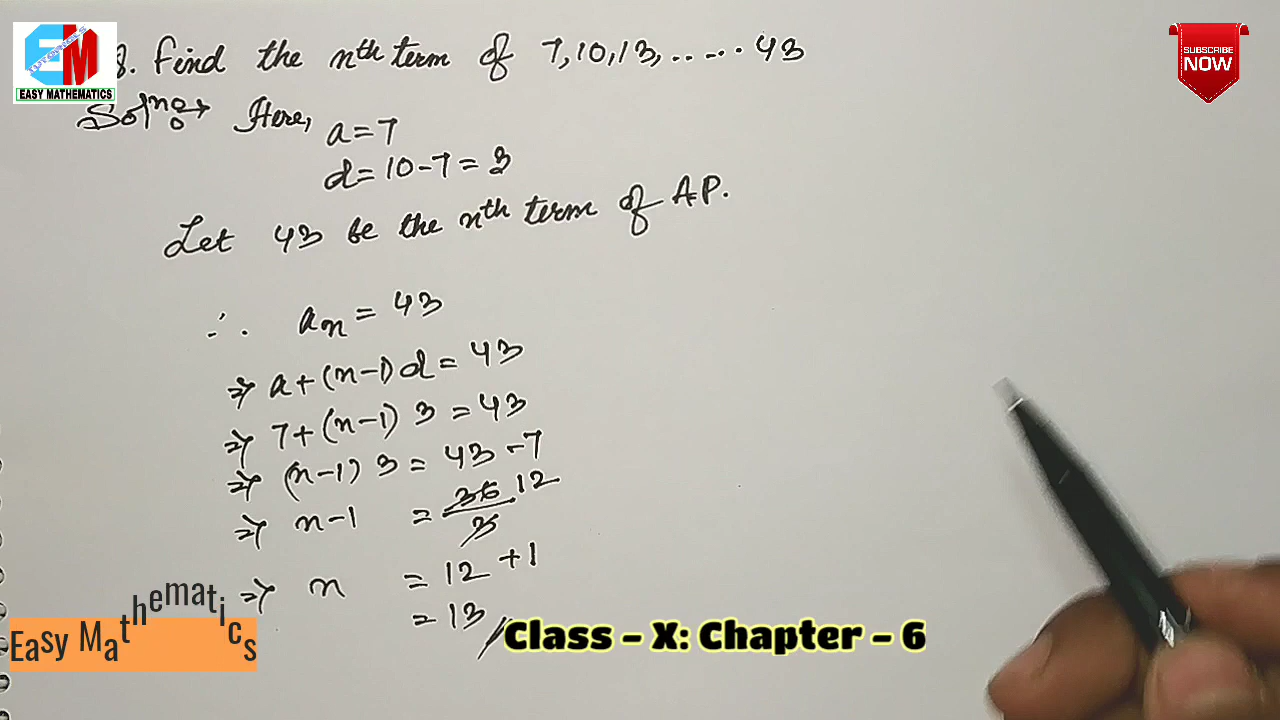 EM
EASY MATHEMATICS
SUBSCRIBE
NOW
8. Find the nth term of 7,10,13,..... 43
Solno→ Here, a=7
d=10-7=3
Let 43 be the nth term of AP.
∴ an = 43
⇒ a+(n-1)d = 43
⇒ 7+(n-1) 3 = 43
⇒ (n-1) 3 = 43-7
⇒ n-1 = 36/3 12
⇒ n = 12 +1
= 13
Easy Mathematics
Class – X: Chapter – 6